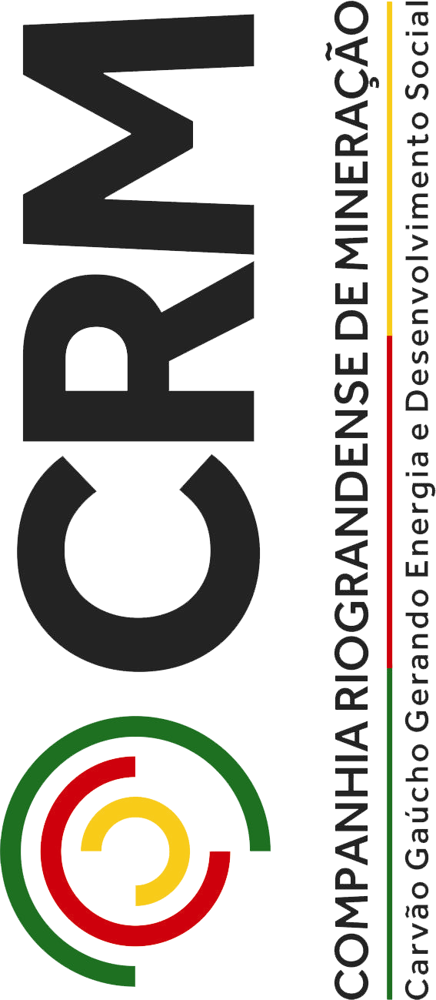 CRM
COMPANHIA RIOGRANDENSE DE MINERAÇÃO
Carvão Gaúcho Gerando Energia e Desenvolvimento Social